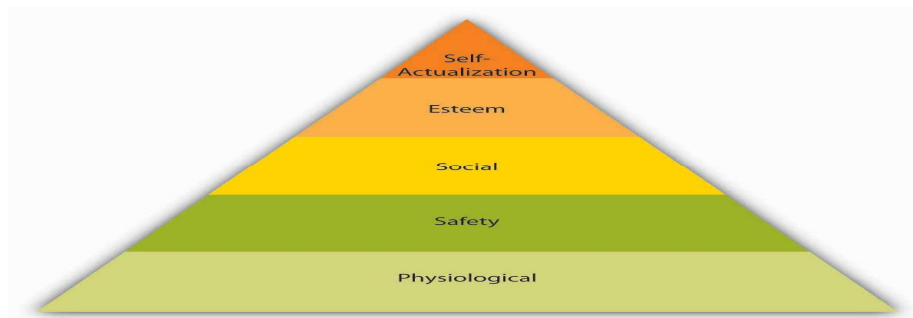 Self-
Actualization
Esteem
Social
Safety
Physiological